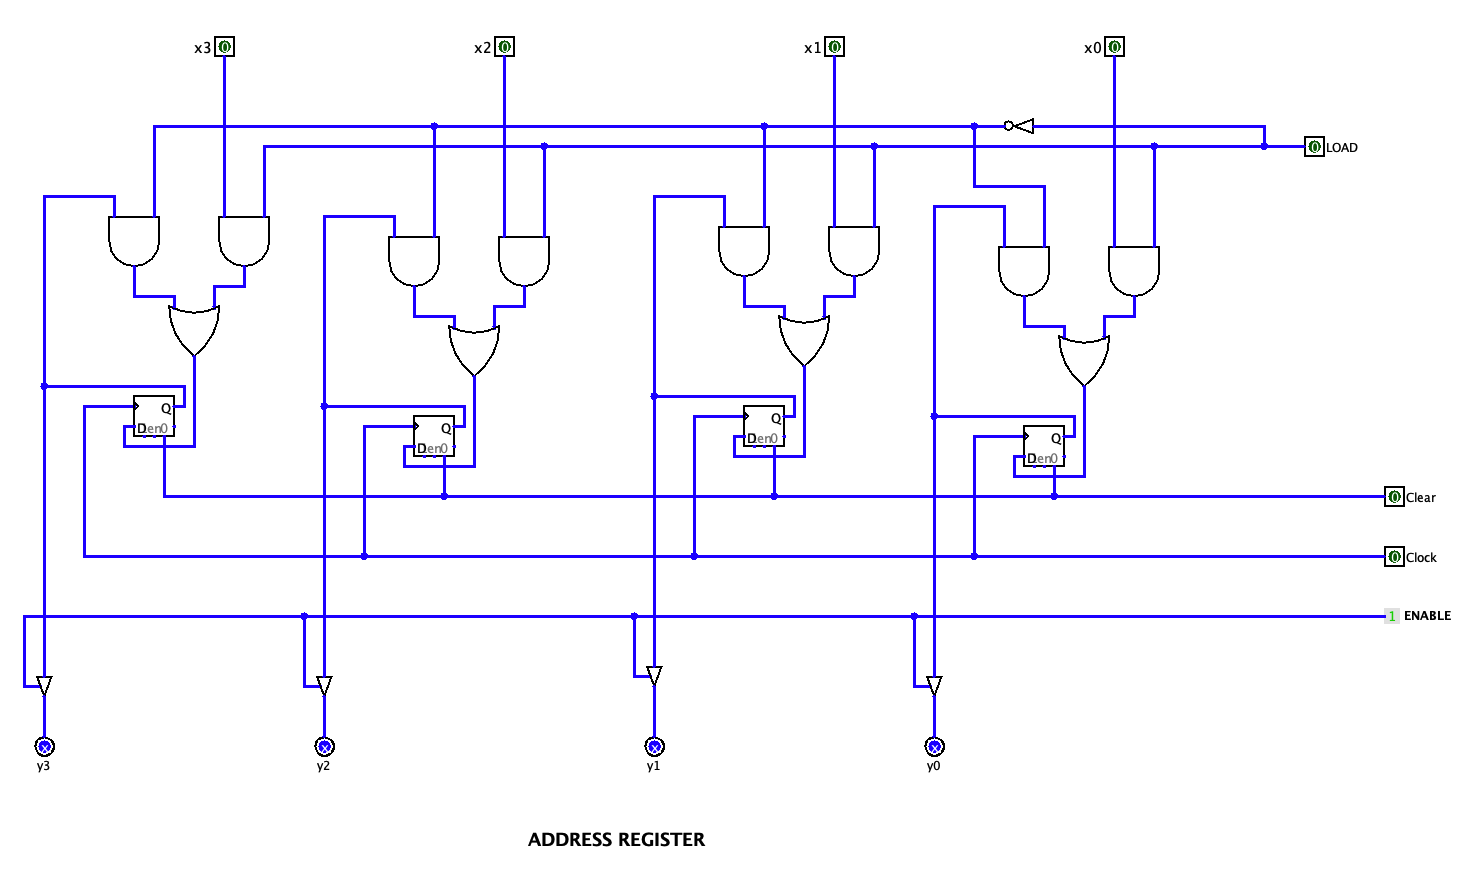 x3 0
x2 0
x1 0
x0 0
0 LOAD
Q
D en0
Q
D en0
Q
D en0
Q
D en0
0 Clear
0 Clock
1 ENABLE
x
x
x
x
y3
y2
y1
y0
ADDRESS REGISTER